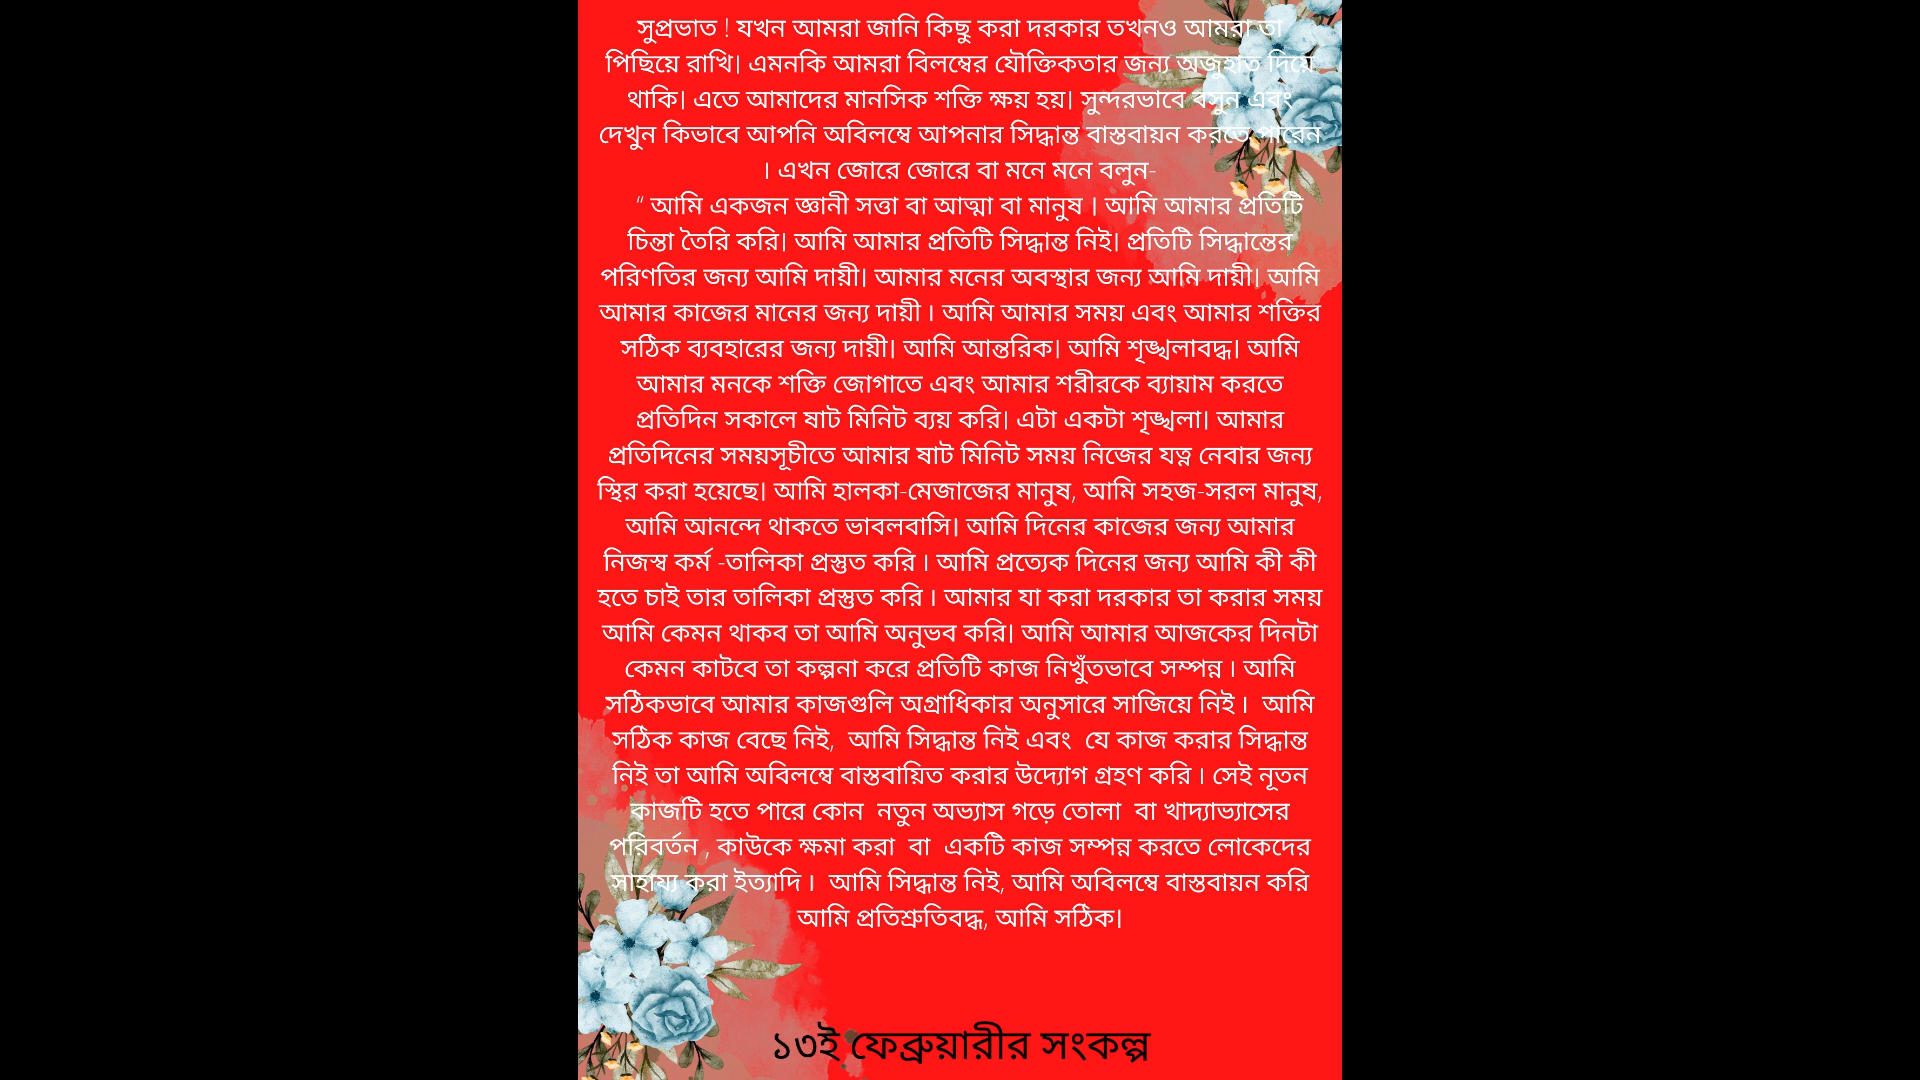 সুপ্রভাত ! যখন আমরা জানি কিছু করা দরকার তখনও আমরা তা
পিছিয়ে রাখি। এমনকি আমরা বিলম্বের যৌক্তিকতার জন্য অজুহাত দিয়ে
থাকি। এতে আমাদের মানসিক শক্তি ক্ষয় হয়। সুন্দরভাবে বসুন এবং
দেখুন কিভাবে আপনি অবিলম্বে আপনার সিদ্ধান্ত বাস্তবায়ন করতে পারেন
। এখন জোরে জোরে বা মনে মনে বলুন-
“ আমি একজন জ্ঞানী সত্তা বা আত্মা বা মানুষ । আমি আমার প্রতিটি
চিন্তা তৈরি করি। আমি আমার প্রতিটি সিদ্ধান্ত নিই। প্রতিটি সিদ্ধান্তের
পরিণতির জন্য আমি দায়ী। আমার মনের অবস্থার জন্য আমি দায়ী। আমি
আমার কাজের মানের জন্য দায়ী । আমি আমার সময় এবং আমার শক্তির
সঠিক ব্যবহারের জন্য দায়ী। আমি আন্তরিক। আমি শৃঙ্খলাবদ্ধ। আমি
আমার মনকে শক্তি জোগাতে এবং আমার শরীরকে ব্যায়াম করতে
প্রতিদিন সকালে ষাট মিনিট ব্যয় করি। এটা একটা শৃঙ্খলা। আমার
প্রতিদিনের সময়সূচীতে আমার ষাট মিনিট সময় নিজের যত্ন নেবার জন্য
স্থির করা হয়েছে। আমি হালকা-মেজাজের মানুষ, আমি সহজ-সরল মানুষ,
আমি আনন্দে থাকতে ভাবলবাসি। আমি দিনের কাজের জন্য আমার
নিজস্ব কর্ম -তালিকা প্রস্তুত করি । আমি প্রত্যেক দিনের জন্য আমি কী কী
হতে চাই তার তালিকা প্রস্তুত করি । আমার যা করা দরকার তা করার সময়
আমি কেমন থাকব তা আমি অনুভব করি। আমি আমার আজকের দিনটা
কেমন কাটবে তা কল্পনা করে প্রতিটি কাজ নিখুঁতভাবে সম্পন্ন । আমি
সঠিকভাবে আমার কাজগুলি অগ্রাধিকার অনুসারে সাজিয়ে নিই । আমি
সঠিক কাজ বেছে নিই, আমি সিদ্ধান্ত নিই এবং যে কাজ করার সিদ্ধান্ত
নিই তা আমি অবিলম্বে বাস্তবায়িত করার উদ্যোগ গ্রহণ করি । সেই নূতন
কাজটি হতে পারে কোন নতুন অভ্যাস গড়ে তোলা বা খাদ্যাভ্যাসের
পরিবর্তন , কাউকে ক্ষমা করা বা একটি কাজ সম্পন্ন করতে লোকেদের
সাহায্য করা ইত্যাদি । আমি সিদ্ধান্ত নিই, আমি অবিলম্বে বাস্তবায়ন করি
আমি প্রতিশ্রুতিবদ্ধ, আমি সঠিক।
১৩ই ফেব্রুয়ারীর সংকল্প